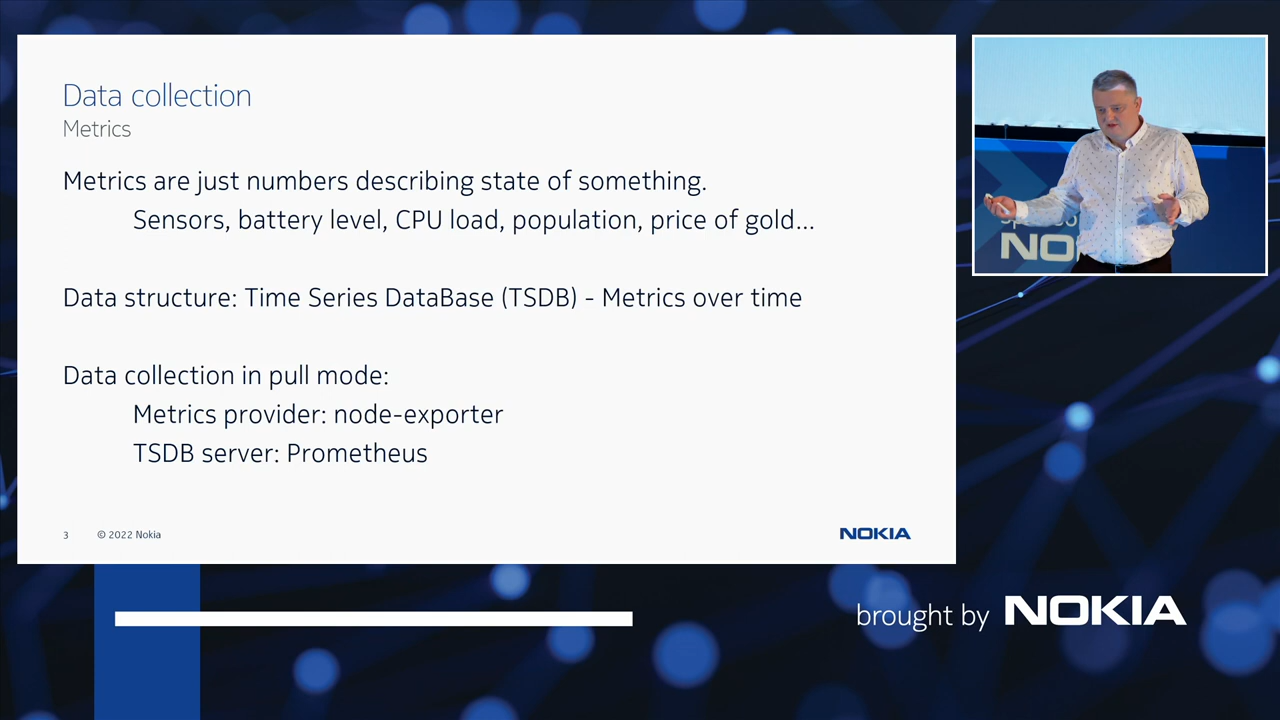 Data collection
Metrics
Metrics are just numbers describing state of something.
Sensors, battery level, CPU load, population, price of gold...
Data structure: Time Series DataBase (TSDB) - Metrics over time
Data collection in pull mode:
Metrics provider: node-exporter
TSDB server: Prometheus
3 © 2022 Nokia
NOKIA
NO
brought by NOKIA